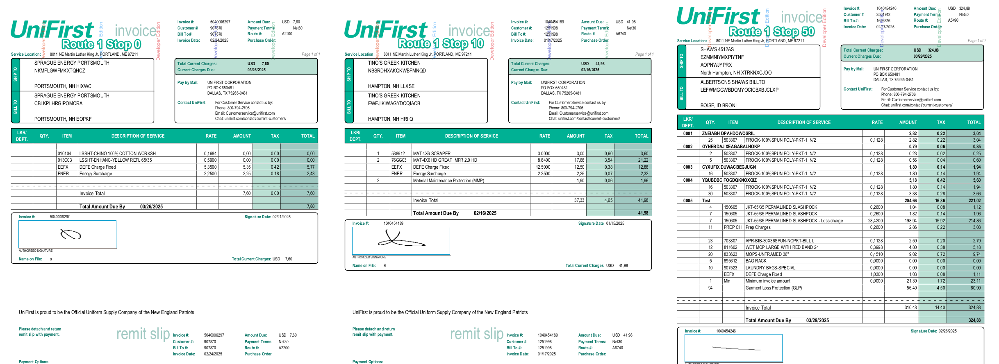 UniFirst invoice
Route 1 Stop 0
Invoice #: 5040006297 Amount Due: USD 7,60
Customer #: 907870 Payment Terms: Net30
Bill To #: 907870 Route #: A2200
Invoice Date: 02/24/2025 Purchase Order:
Developer Edition Developer Edition Developer Edition Developer Edition Developer Edition
Service Location: 8011 NE Martin Luther King Jr, PORTLAND, ME 97211
Page 1 of 1
SHIP TO
SPRAGUE ENERGY PORTSMOUTH
NKMFLGWFMKXTQHCZ
PORTSMOUTH, NH HIXWC
BILL TO
SPRAGUE ENERGY PORTSMOUTH
CBLKPLHRGIPOMORA
PORTSMOUTH, NH EOPKF
Total Current Charges: USD 7,60
Current Charges Due: 03/26/2025
Pay by Mail: UNIFIRST CORPORATION
PO BOX 650481
DALLAS, TX 75265-0481
Contact UniFirst: For Customer Service contact us by:
Phone: 800-794-2706
Email: Customerservice@unifirst.com
Chat: unifirst.com/contact/current-customers/
LKR/ DEPT. QTY. ITEM DESCRIPTION OF SERVICE RATE AMOUNT TAX TOTAL
010104 LSSHT-CHINO 100% COTTON WORKSH 0,1684 0,00 0,00 0,00
013C03 LSSHT-ENHANC-YELLOW REFL 65/35 0,5900 0,00 0,00 0,00
EEFX DEFE Charge Fixed 5,3500 5,35 0,42 5,77
ENER Energy Surcharge 2,2500 2,25 0,18 2,43
Invoice Total 7,60 0,00 7,60
Total Amount Due By 03/26/2025 7,60
Invoice #: 5040006297 Signature Date: 02/21/2025
AUTHORIZED SIGNATURE
Name on File: s Total Current Charges: USD 7,60
UniFirst is proud to be the Official Uniform Supply Company of the New England Patriots
Please detach and return
remit slip with payment.
remit slip
Invoice #: 5040006297 Amount Due: USD 7,60
Customer #: 907870 Payment Terms: Net30
Bill To #: 907870 Route #: A2200
Invoice Date: 02/24/2025 Purchase Order:
Payment Options:
UniFirst invoice
Route 1 Stop 10
Invoice #: 1040454189 Amount Due: USD 41,98
Customer #: 1251998 Payment Terms: Net30
Bill To #: 1251998 Route #: A6740
Invoice Date: 01/17/2025 Purchase Order:
Developer Edition Developer Edition Developer Edition Developer Edition Developer Edition
Service Location: 8011 NE Martin Luther King Jr, PORTLAND, ME 97211
Page 1 of 1
SHIP TO
TINO'S GREEK KITCHEN
NBSRDHXAKQKWBFMNQD
HAMPTON, NH LLXSE
BILL TO
TINO'S GREEK KITCHEN
EWEJIKIWAGYDOQIACB
HAMPTON, NH HRIIQ
Total Current Charges: USD 41,98
Current Charges Due: 02/16/2025
Pay by Mail: UNIFIRST CORPORATION
PO BOX 650481
DALLAS, TX 75265-0481
Contact UniFirst: For Customer Service contact us by:
Phone: 800-794-2706
Email: Customerservice@unifirst.com
Chat: unifirst.com/contact/current-customers/
LKR/ DEPT. QTY. ITEM DESCRIPTION OF SERVICE RATE AMOUNT TAX TOTAL
1 538912 MAT 4X6 SCRAPER 3,0000 3,00 0,60 3,60
2 76GG03 MAT-4X6 HD GREAT IMPR 2.0 HD 8,8400 17,68 3,54 21,22
EEFX DEFE Charge Fixed 12,5000 12,50 0,38 12,88
ENER Energy Surcharge 2,2500 2,25 0,07 2,32
2 Material Maintenance Protection (MMP) 1,90 0,06 1,96
Invoice Total 37,33 4,65 41,98
Total Amount Due By 02/16/2025 41,98
Invoice #: 1040454189 Signature Date: 01/15/2025
AUTHORIZED SIGNATURE
Name on File: R Total Current Charges: USD 41,98
UniFirst is proud to be the Official Uniform Supply Company of the New England Patriots
Please detach and return
remit slip with payment.
remit slip
Invoice #: 1040454189 Amount Due: USD 41,98
Customer #: 1251998 Payment Terms: Net30
Bill To #: 1251998 Route #: A6740
Invoice Date: 01/17/2025 Purchase Order:
Payment Options:
UniFirst invoice
Route 1 Stop 50
Invoice #: 1040454246 Amount Due: USD 324,88
Customer #: 2501742 Payment Terms: Net30
Bill To #: 1696876 Route #: A5490
Invoice Date: 02/27/2025 Purchase Order:
Developer Edition Developer Edition Developer Edition Developer Edition Developer Edition
Service Location: 8011 NE Martin Luther King Jr, PORTLAND, ME 97211
Page 1 of 2
SHIP TO
SHAWS 4512AS
EZMMNIYMXPIYTNF
AOPNWJYPRX
North Hampton, NH XTRKNXCJOO
BILL TO
ALBERTSONS SHAWS BILLTO
LEFWMGGWBDQMYOCICBXBJCLXP
BOISE, ID BRONI
Total Current Charges: USD 324,88
Current Charges Due: 03/29/2025
Pay by Mail: UNIFIRST CORPORATION
PO BOX 650481
DALLAS, TX 75265-0481
Contact UniFirst: For Customer Service contact us by:
Phone: 800-794-2706
Email: Customerservice@unifirst.com
Chat: unifirst.com/contact/current-customers/
LKR/ DEPT. QTY. ITEM DESCRIPTION OF SERVICE RATE AMOUNT TAX TOTAL
0001 ZNEIABH DPAHDOWOSRIL 2,82 0,22 3,04
25 503307 FROCK-100%SPUN POLY-PKT-1 IN/2 0,1128 2,82 0,22 3,04
0002 GYNEBDAJ XEAGABALHOKP 0,79 0,06 0,85
2 503307 FROCK-100%SPUN POLY-PKT-1 IN/2 0,1128 0,23 0,02 0,25
5 503307 FROCK-100%SPUN POLY-PKT-1 IN/2 0,1128 0,56 0,04 0,60
0003 CYXUFIX DUWACBEGJUGN 1,80 0,14 1,94
16 503307 FROCK-100%SPUN POLY-PKT-1 IN/2 0,1128 1,80 0,14 1,94
0004 YQUBDBC FOGDQKNOXQIZ 5,18 0,42 5,60
16 503307 FROCK-100%SPUN POLY-PKT-1 IN/2 0,1128 1,80 0,14 1,94
30 503307 FROCK-100%SPUN POLY-PKT-1 IN/2 0,1128 3,38 0,28 3,66
0005 Test 204,66 16,36 221,02
4 150605 JKT-65/35 PERMALINED SLASHPOCK 0,2600 1,04 0,08 1,12
7 150605 JKT-65/35 PERMALINED SLASHPOCK 0,2600 1,82 0,14 1,96
7 150605 JKT-65/35 PERMALINED SLASHPOCK - Loss charge 28,4200 198,94 15,92 214,86
11 PREP CH Prep Charges 0,2600 2,86 0,22 3,08
23 703807 APR-BIB-30X36SPUN-NOPKT-BILL L 0,1128 2,59 0,20 2,79
12 811602 WET MOP LARGE WITH RED BAND 24 0,3998 4,80 0,38 5,18
20 833623 MOPS-UNFRAMED 36" 0,4510 9,02 0,72 9,74
5 895612 BAG RACK 0,0000 0,00 0,00 0,00
10 907523 LAUNDRY BAGS-SPECIAL 0,0000 0,00 0,00 0,00
EEFX DEFE Charge Fixed 1,0300 1,03 0,08 1,11
1 Min Minimum invoice amount 0,0000 21,39 1,72 23,11
94 Garment Loss Protection (GLP) 56,40 4,50 60,90
Invoice Total 310,48 14,40 324,88
Total Amount Due By 03/29/2025 324,88
Invoice #: 1040454246 Signature Date: 02/26/2025